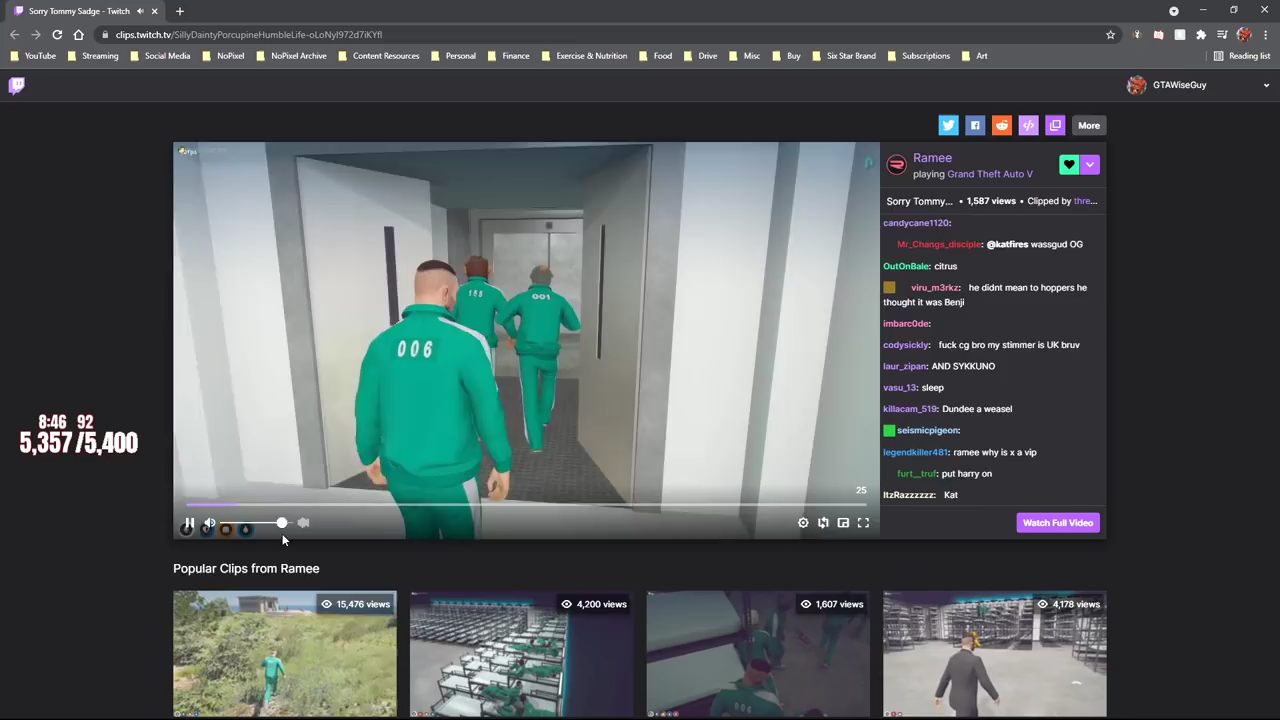 Sorry Tommy Sadge - Twitch
clips.twitch.tv/SillyDaintyPorcupineHumbleLife-oLoNyI972d7iKYfI
YouTube Streaming Social Media NoPixel NoPixel Archive Content Resources Personal Finance Exercise & Nutrition Food Drive Misc Buy Six Star Brand Subscriptions Art Reading list
GTAWiseGuy
More
Ramee
playing Grand Theft Auto V
Sorry Tommy... • 1,587 views • Clipped by thre...
candycane1120:
Mr_Changs_disciple: @katfires wassgud OG
OutOnBale: citrus
viru_m3rkz: he didnt mean to hoppers he
thought it was Benji
imbarc0de:
codysickly: fuck cg bro my stimmer is UK bruv
laur_zipan: AND SYKKUNO
vasu_13: sleep
killacam_519: Dundee a weasel
seismicpigeon:
legendkiller481: ramee why is x a vip
furt__truf: put harry on
ItzRazzzzzz: Kat
Watch Full Video
188
001
006
8:46 92
5,357/5,400
25
Popular Clips from Ramee
15,476 views
4,200 views
1,607 views
4,178 views
006